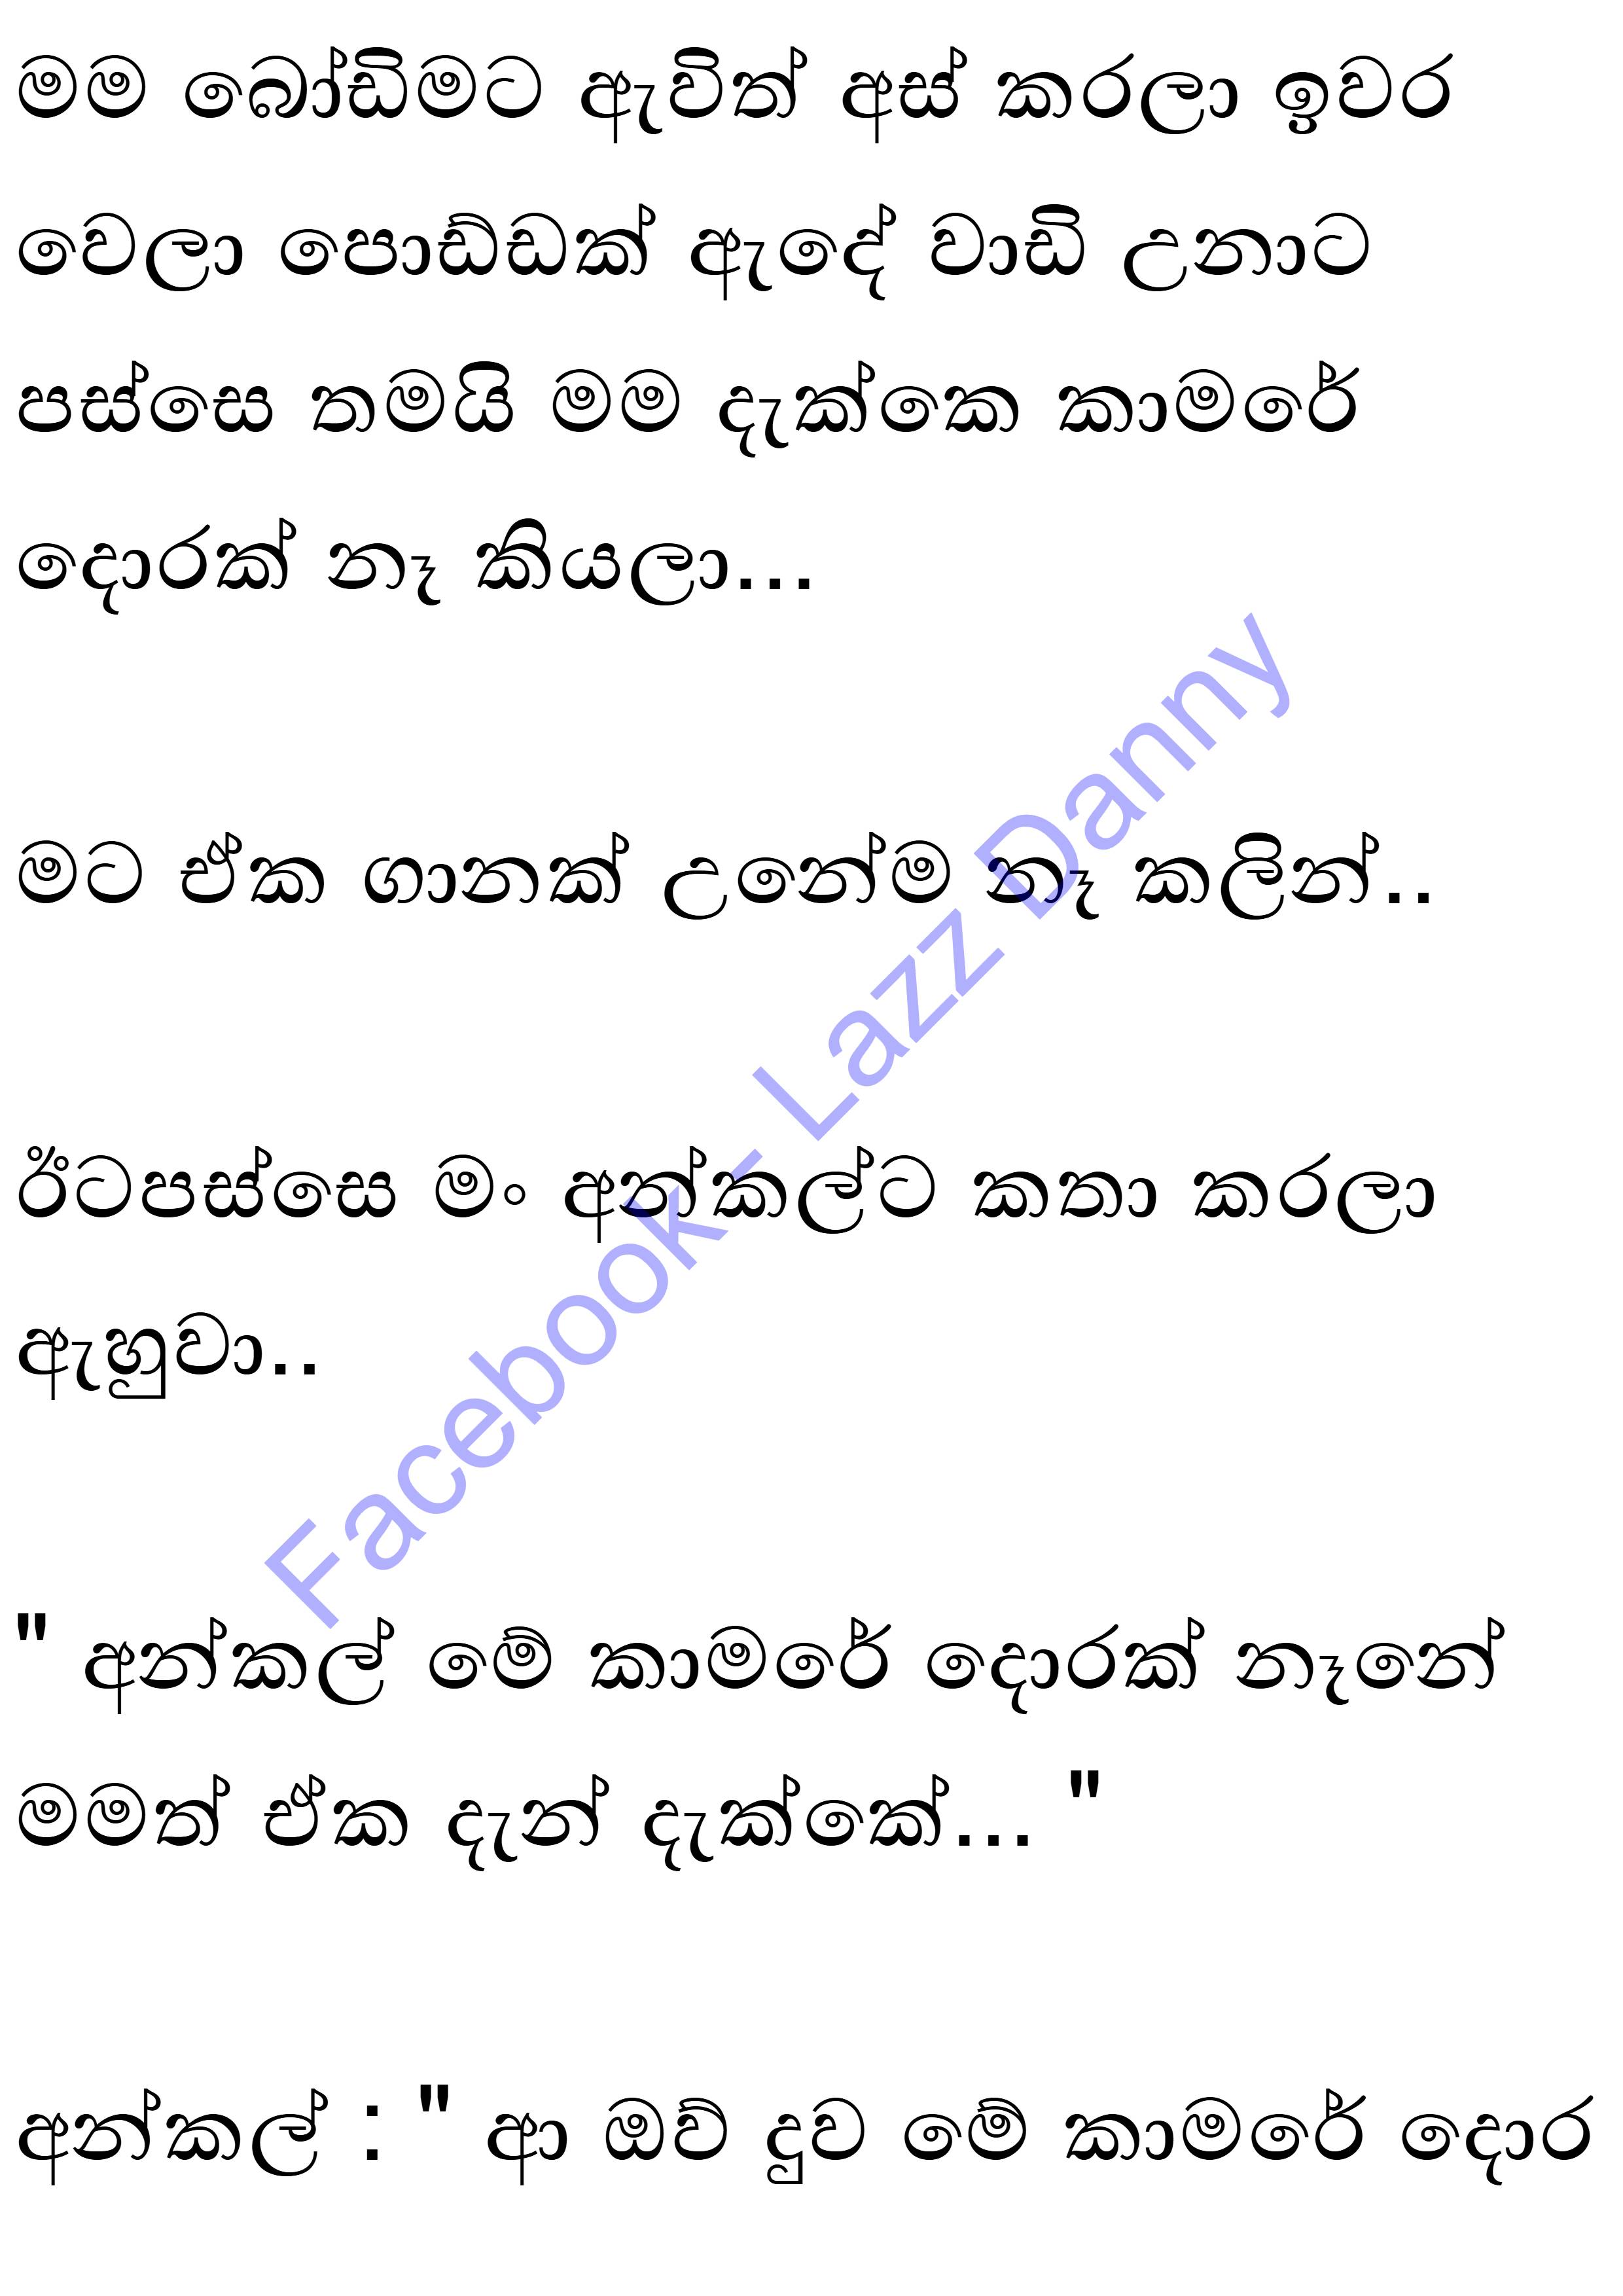 මම බෝඩිමට ඇවිත් අස් කරලා ඉවර
වෙලා පොඩ්ඩක් ඇදේ වාඩි උනාට
පස්සෙ තමයි මම දැක්කෙ කාමරේ
දොරක් නෑ කියලා...
මට ඒක ගානක් උනේම නෑ කලින්..
ඊටපස්සෙ මං අන්කල්ට කතා කරලා
ඇහුවා..
" අන්කල් මේ කාමරේ දොරක් නෑනේ
මමත් ඒක දැන් දැක්කේ... "
අන්කල් : " ආ ඔව් දුව මේ කාමරේ දොර
Facebook- Lazz Danny